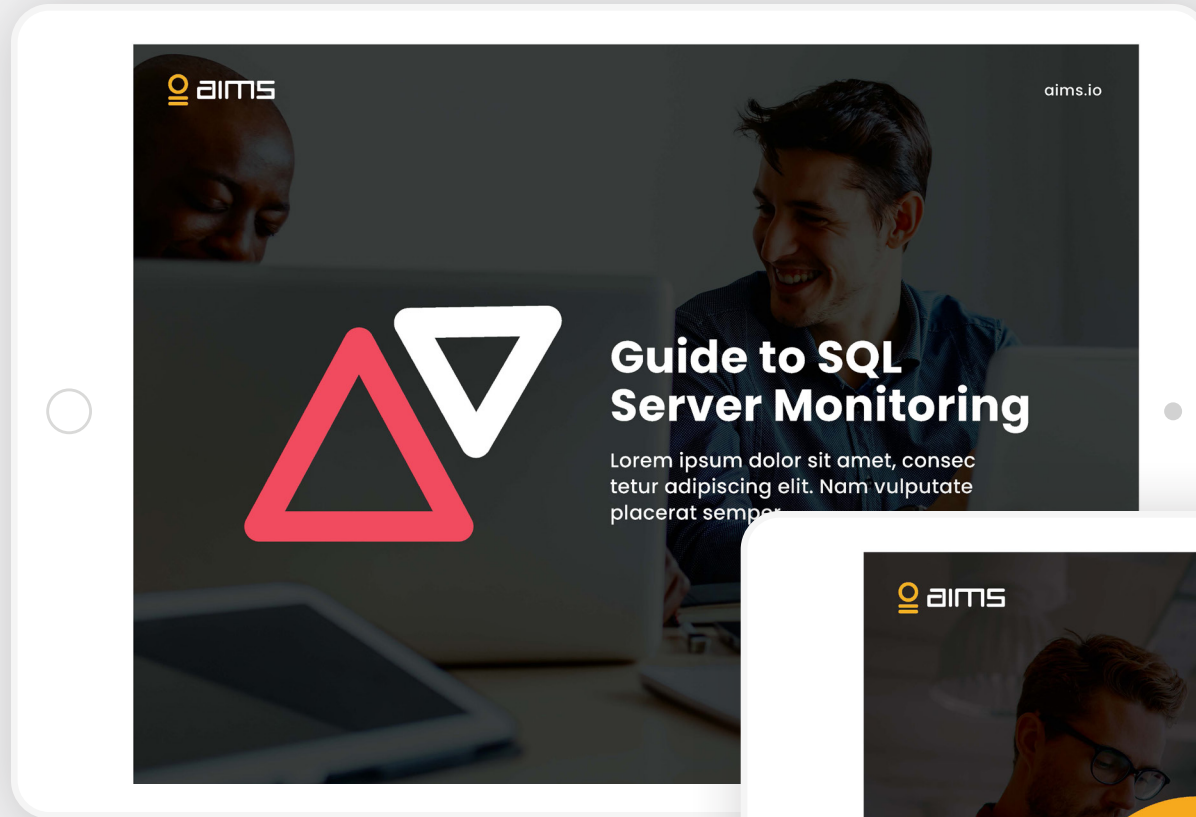 aims
aims.io
Guide to SQL
Server Monitoring
Lorem ipsum dolor sit amet, consec
tetur adipiscing elit. Nam vulputate
placerat semper
aims